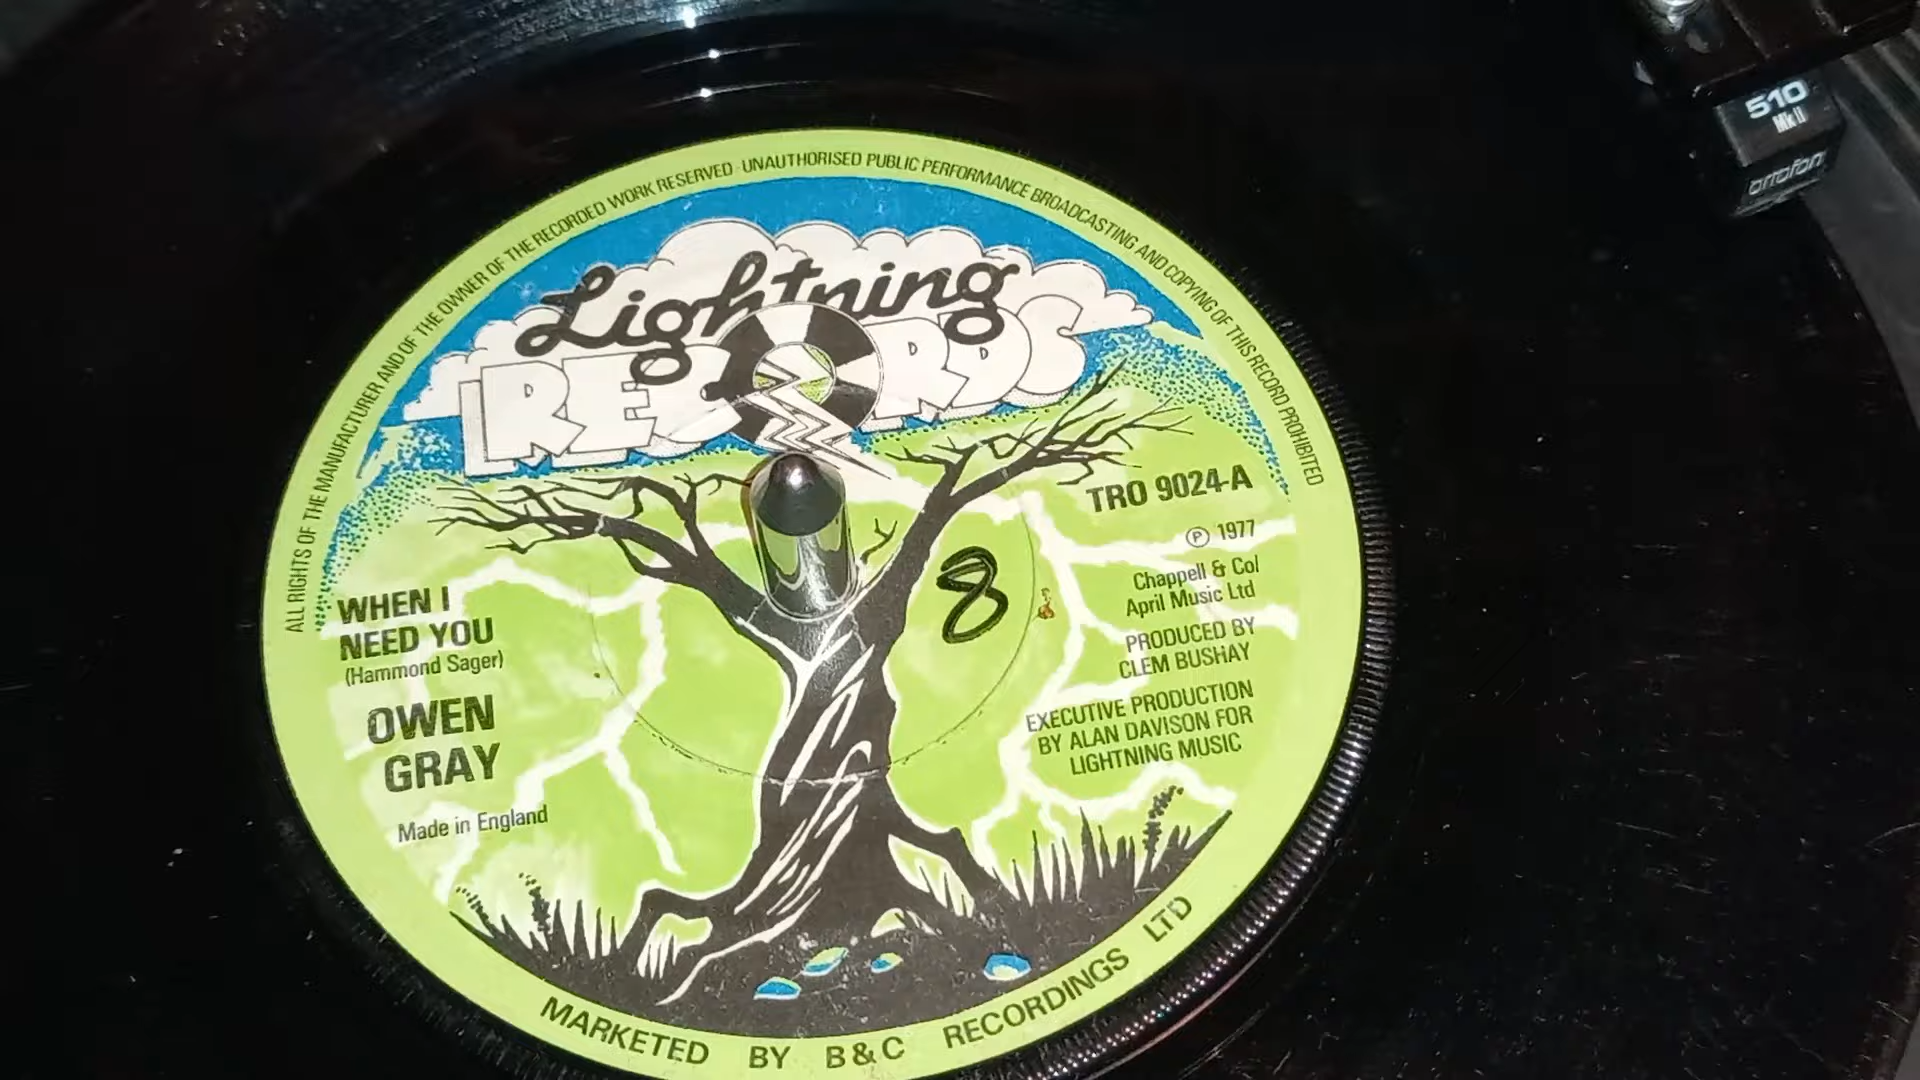 ALL RIGHTS OF THE MANUFACTURER AND OF THE OWNER OF THE RECORDED WORK RESERVED · UNAUTHORISED PUBLIC PERFORMANCE BROADCASTING AND COPYING OF THIS RECORD PROHIBITED
Lightning
RECORDS
510
Mk II
ortofon
TRO 9024-A
℗ 1977
Chappell & Col
April Music Ltd
PRODUCED BY
CLEM BUSHAY
EXECUTIVE PRODUCTION
BY ALAN DAVISON FOR
LIGHTNING MUSIC
8
WHEN I
NEED YOU
(Hammond Sager)
OWEN
GRAY
Made in England
MARKETED BY B & C RECORDINGS LTD